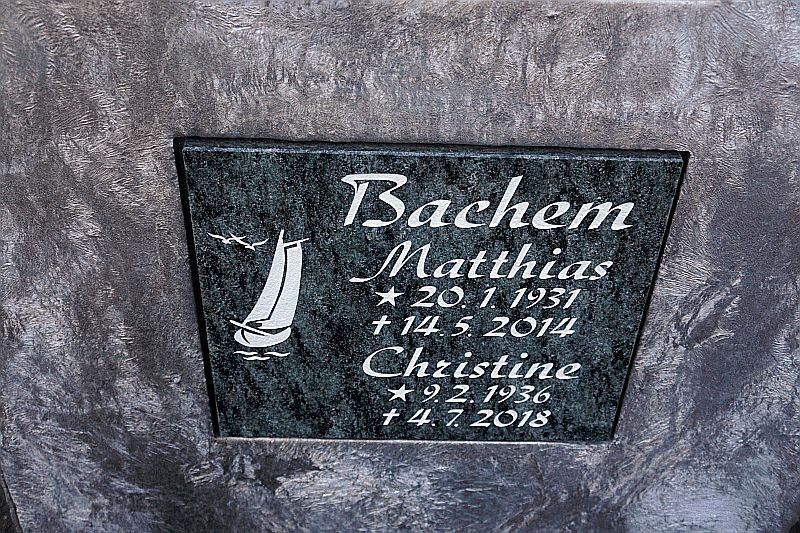 Bachem
Matthias
★ 20. 1. 1931
✝ 14. 5. 2014
Christine
★ 9. 2. 1936
✝ 4. 7. 2018